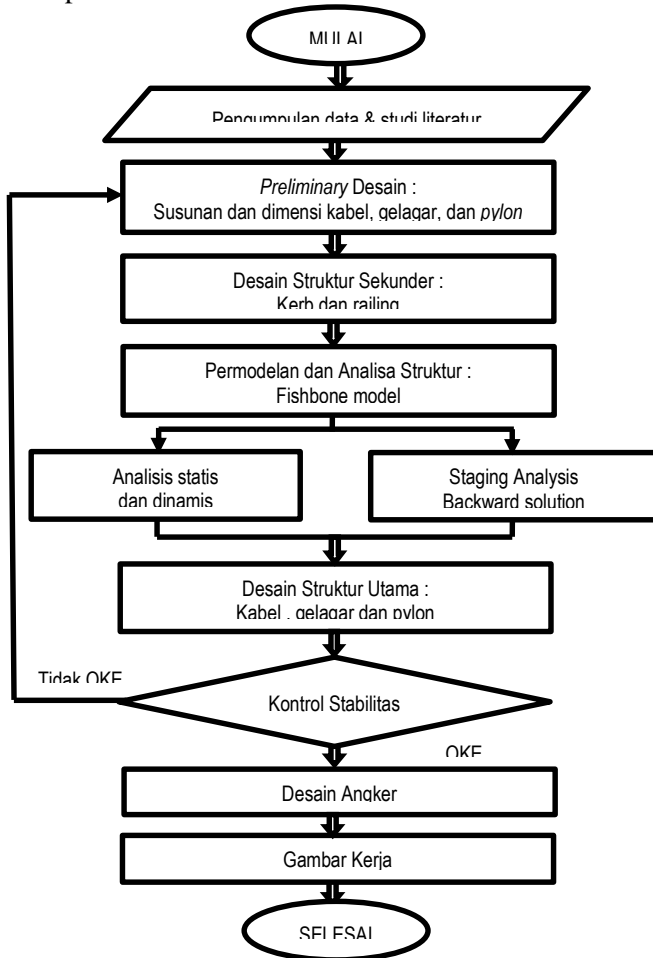 MULAI
Pengumpulan data & studi literatur
Preliminary Desain :
Susunan dan dimensi kabel, gelagar, dan pylon
Desain Struktur Sekunder :
Kerb dan railing
Permodelan dan Analisa Struktur :
Fishbone model
Analisis statis
dan dinamis
Staging Analysis
Backward solution
Desain Struktur Utama :
Kabel , gelagar dan pylon
Tidak OKE
Kontrol Stabilitas
OKE
Desain Angker
Gambar Kerja
SELESAI